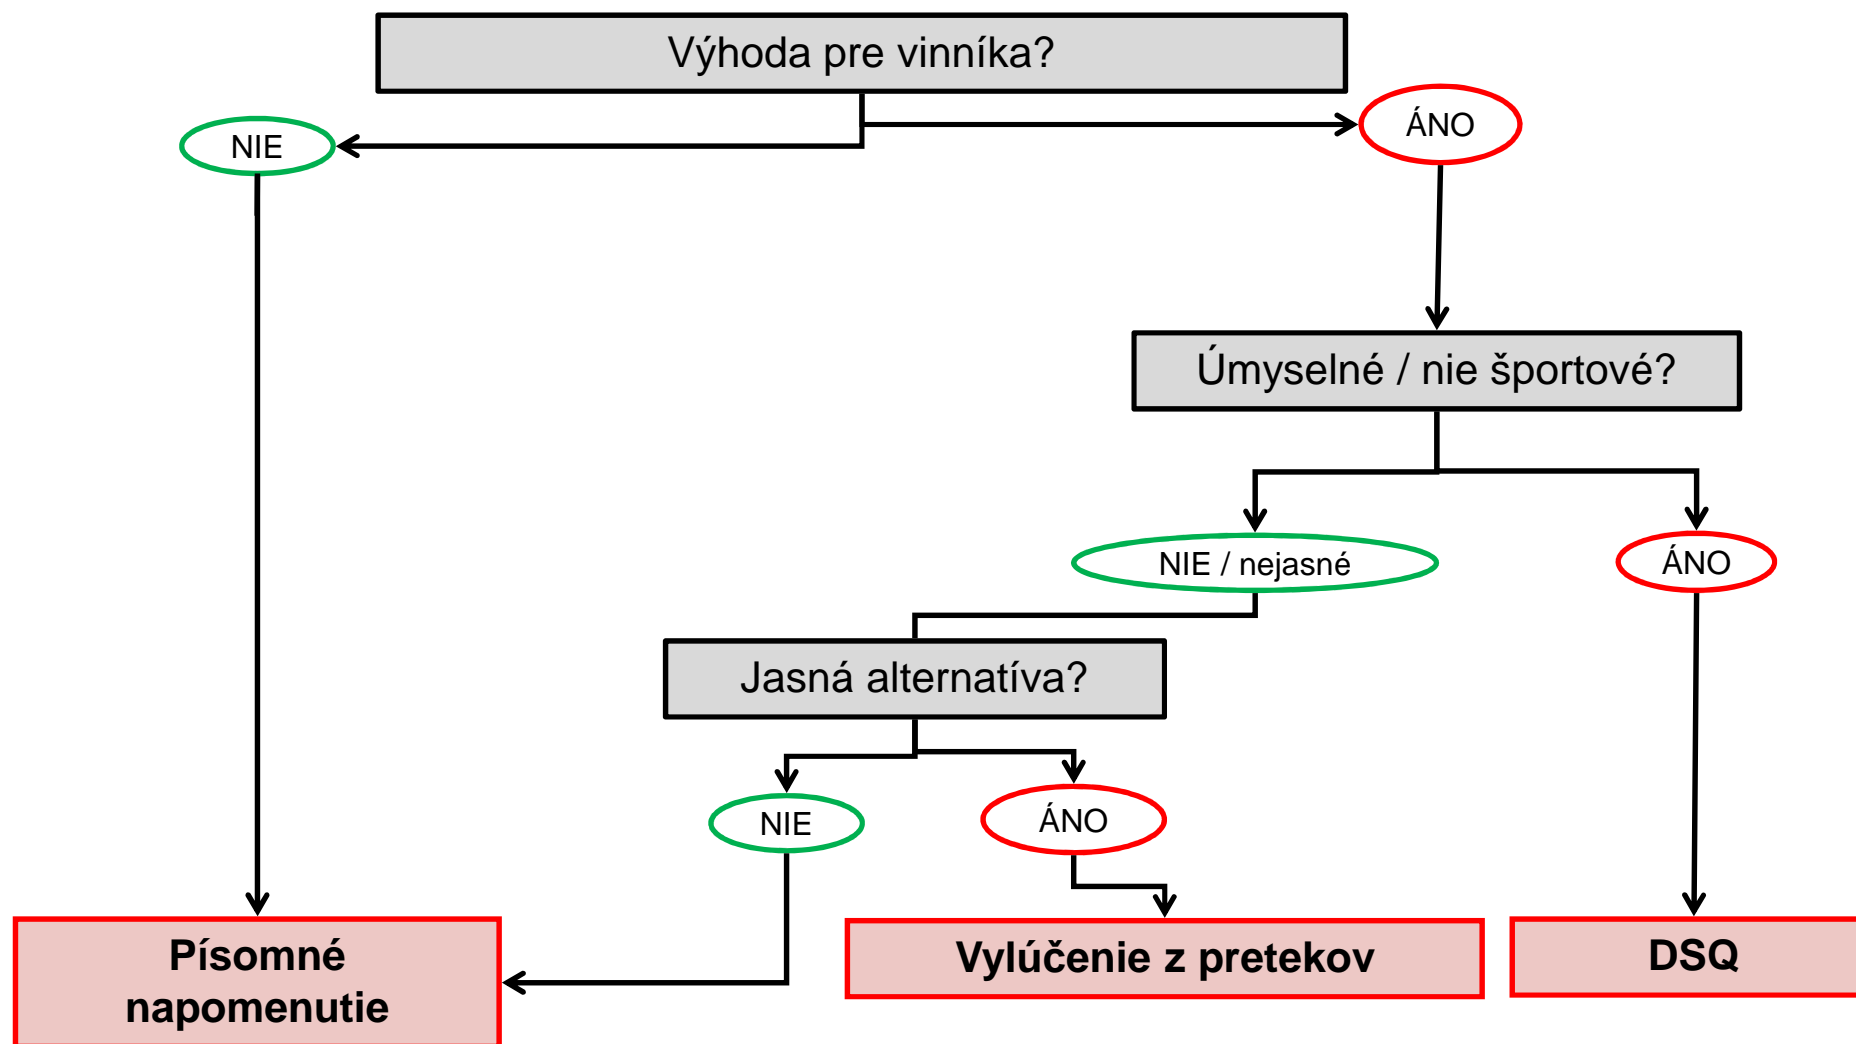 Výhoda pre vinníka?
NIE
ÁNO
Úmyselné / nie športové?
NIE / nejasné
ÁNO
Jasná alternatíva?
NIE
ÁNO
Písomné
napomenutie
Vylúčenie z pretekov
DSQ